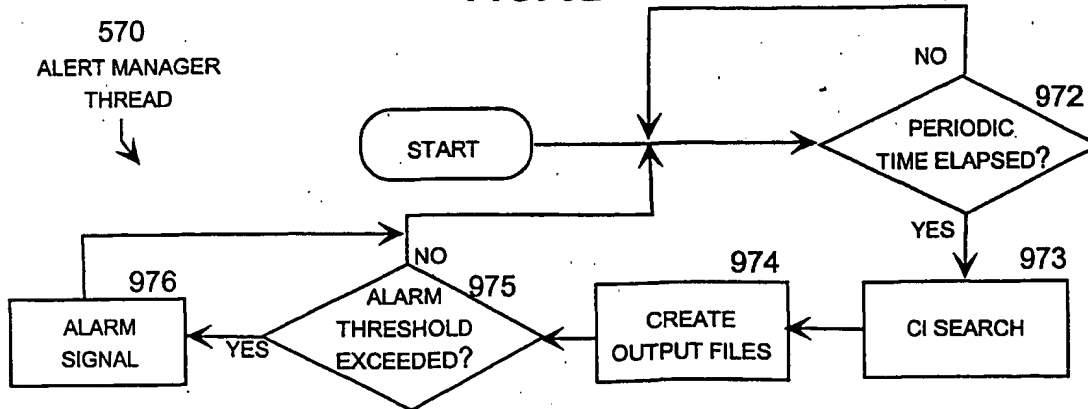 570
ALERT MANAGER
THREAD
START
NO
972
PERIODIC
TIME ELAPSED?
YES
973
CI SEARCH
974
CREATE
OUTPUT FILES
NO
975
ALARM
THRESHOLD
EXCEEDED?
YES
976
ALARM
SIGNAL